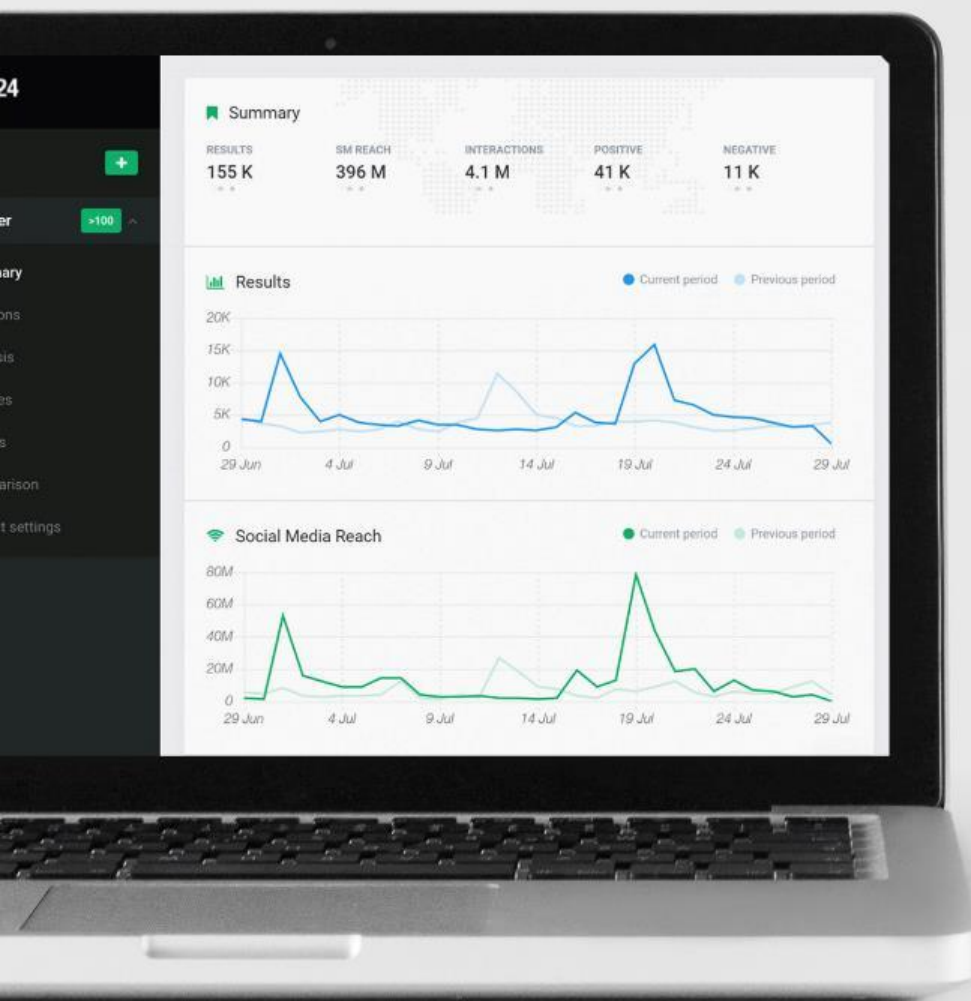 24
+
er
>100
ary
ons
sis
es
s
arison
t settings
Summary
RESULTS SM REACH INTERACTIONS POSITIVE NEGATIVE
155 K 396 M 4.1 M 41 K 11 K
Results Current period Previous period
20K
15K
10K
5K
0
29 Jun 4 Jul 9 Jul 14 Jul 19 Jul 24 Jul 29 Jul
Social Media Reach Current period Previous period
80M
60M
40M
20M
0
29 Jun 4 Jul 9 Jul 14 Jul 19 Jul 24 Jul 29 Jul